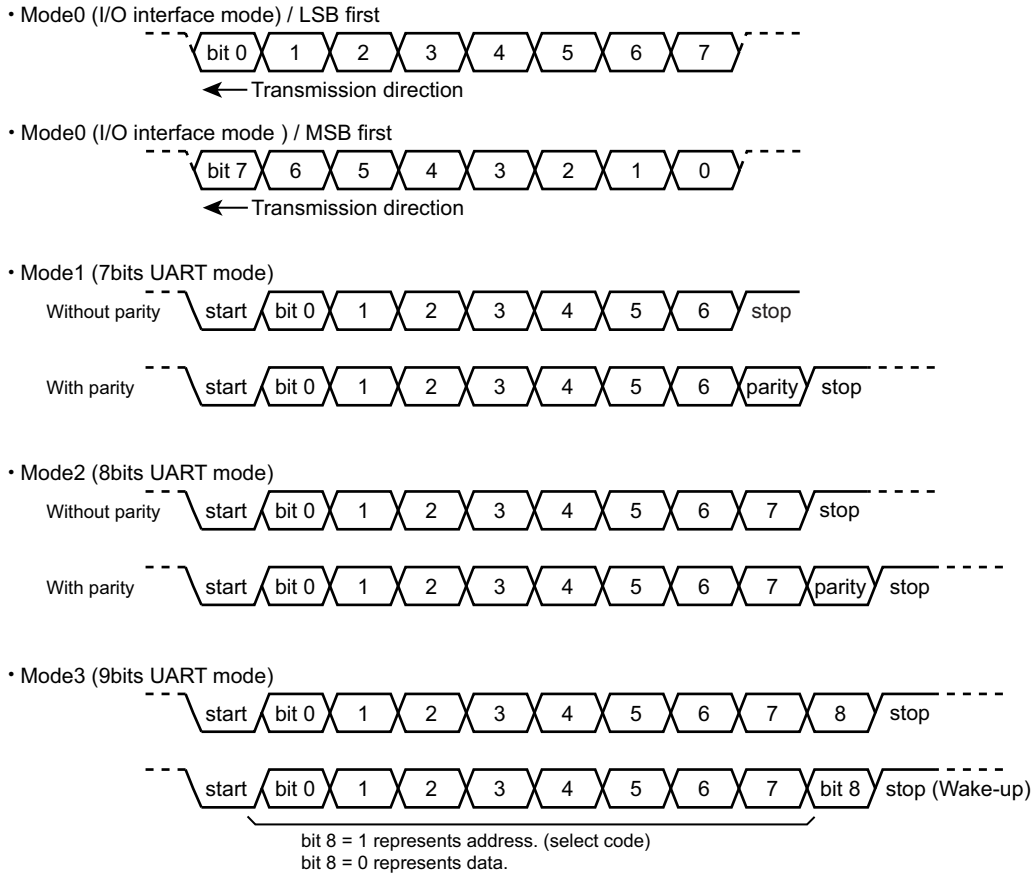 ・Mode0 (I/O interface mode) / LSB first
bit 0 1 2 3 4 5 6 7
Transmission direction
・Mode0 (I/O interface mode ) / MSB first
bit 7 6 5 4 3 2 1 0
Transmission direction
・Mode1 (7bits UART mode)
Without parity start bit 0 1 2 3 4 5 6 stop
With parity start bit 0 1 2 3 4 5 6 parity stop
・Mode2 (8bits UART mode)
Without parity start bit 0 1 2 3 4 5 6 7 stop
With parity start bit 0 1 2 3 4 5 6 7 parity stop
・Mode3 (9bits UART mode)
start bit 0 1 2 3 4 5 6 7 8 stop
start bit 0 1 2 3 4 5 6 7 bit 8 stop (Wake-up)
bit 8 = 1 represents address. (select code)
bit 8 = 0 represents data.